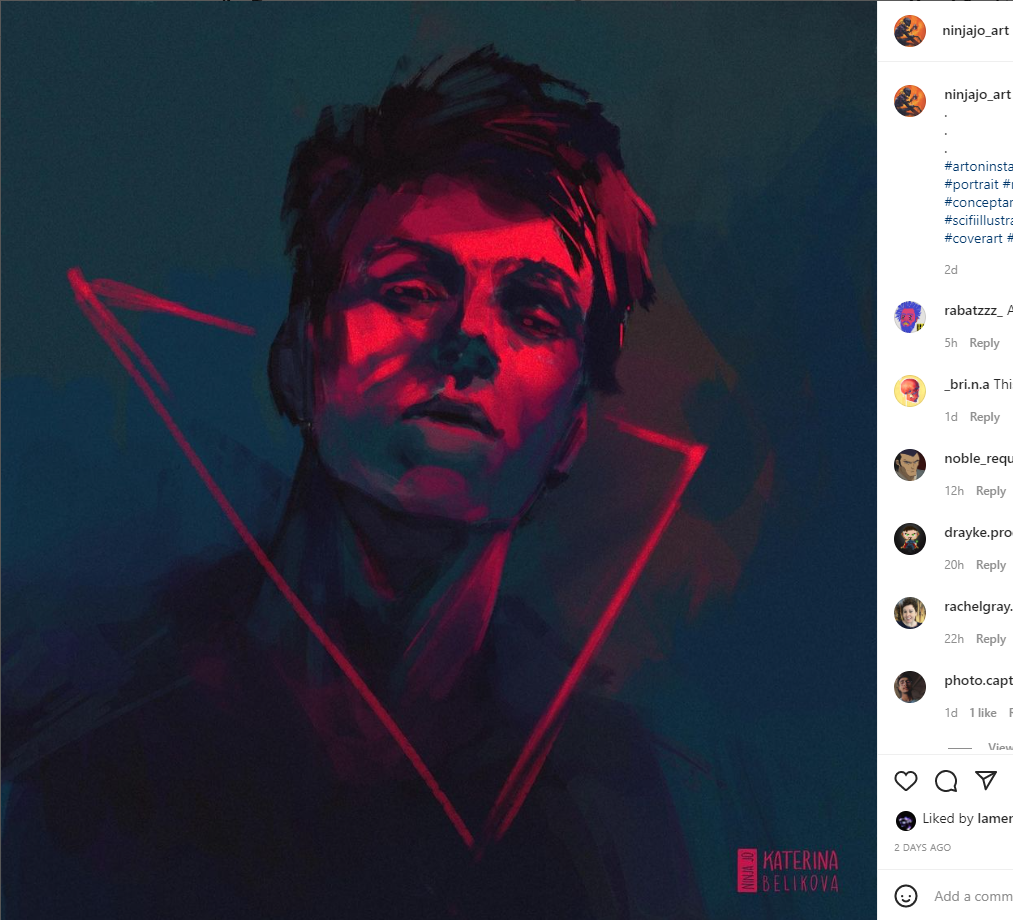 ninjajo_art
ninjajo_art
.
.
.
#artoninsta
#portrait #
#conceptar
#scifiillustra
#coverart #
2d
rabatzzz_ A
5h Reply
_bri.n.a This
1d Reply
noble_requ
12h Reply
drayke.pro
20h Reply
rachelgray.
22h Reply
photo.capt
1d 1 like R
View
Liked by lamer
2 DAYS AGO
Add a comm
NINJA JO
KATERINA
BELIKOVA